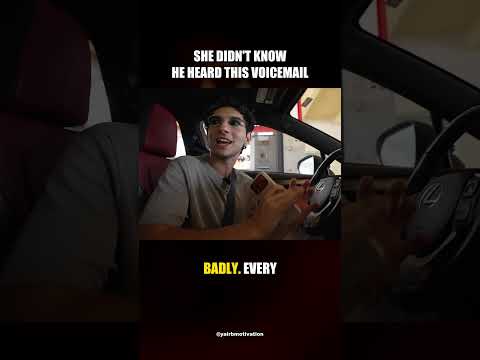 SHE DIDN'T KNOW
HE HEARD THIS VOICEMAIL
BADLY. EVERY
@yairbmotivation